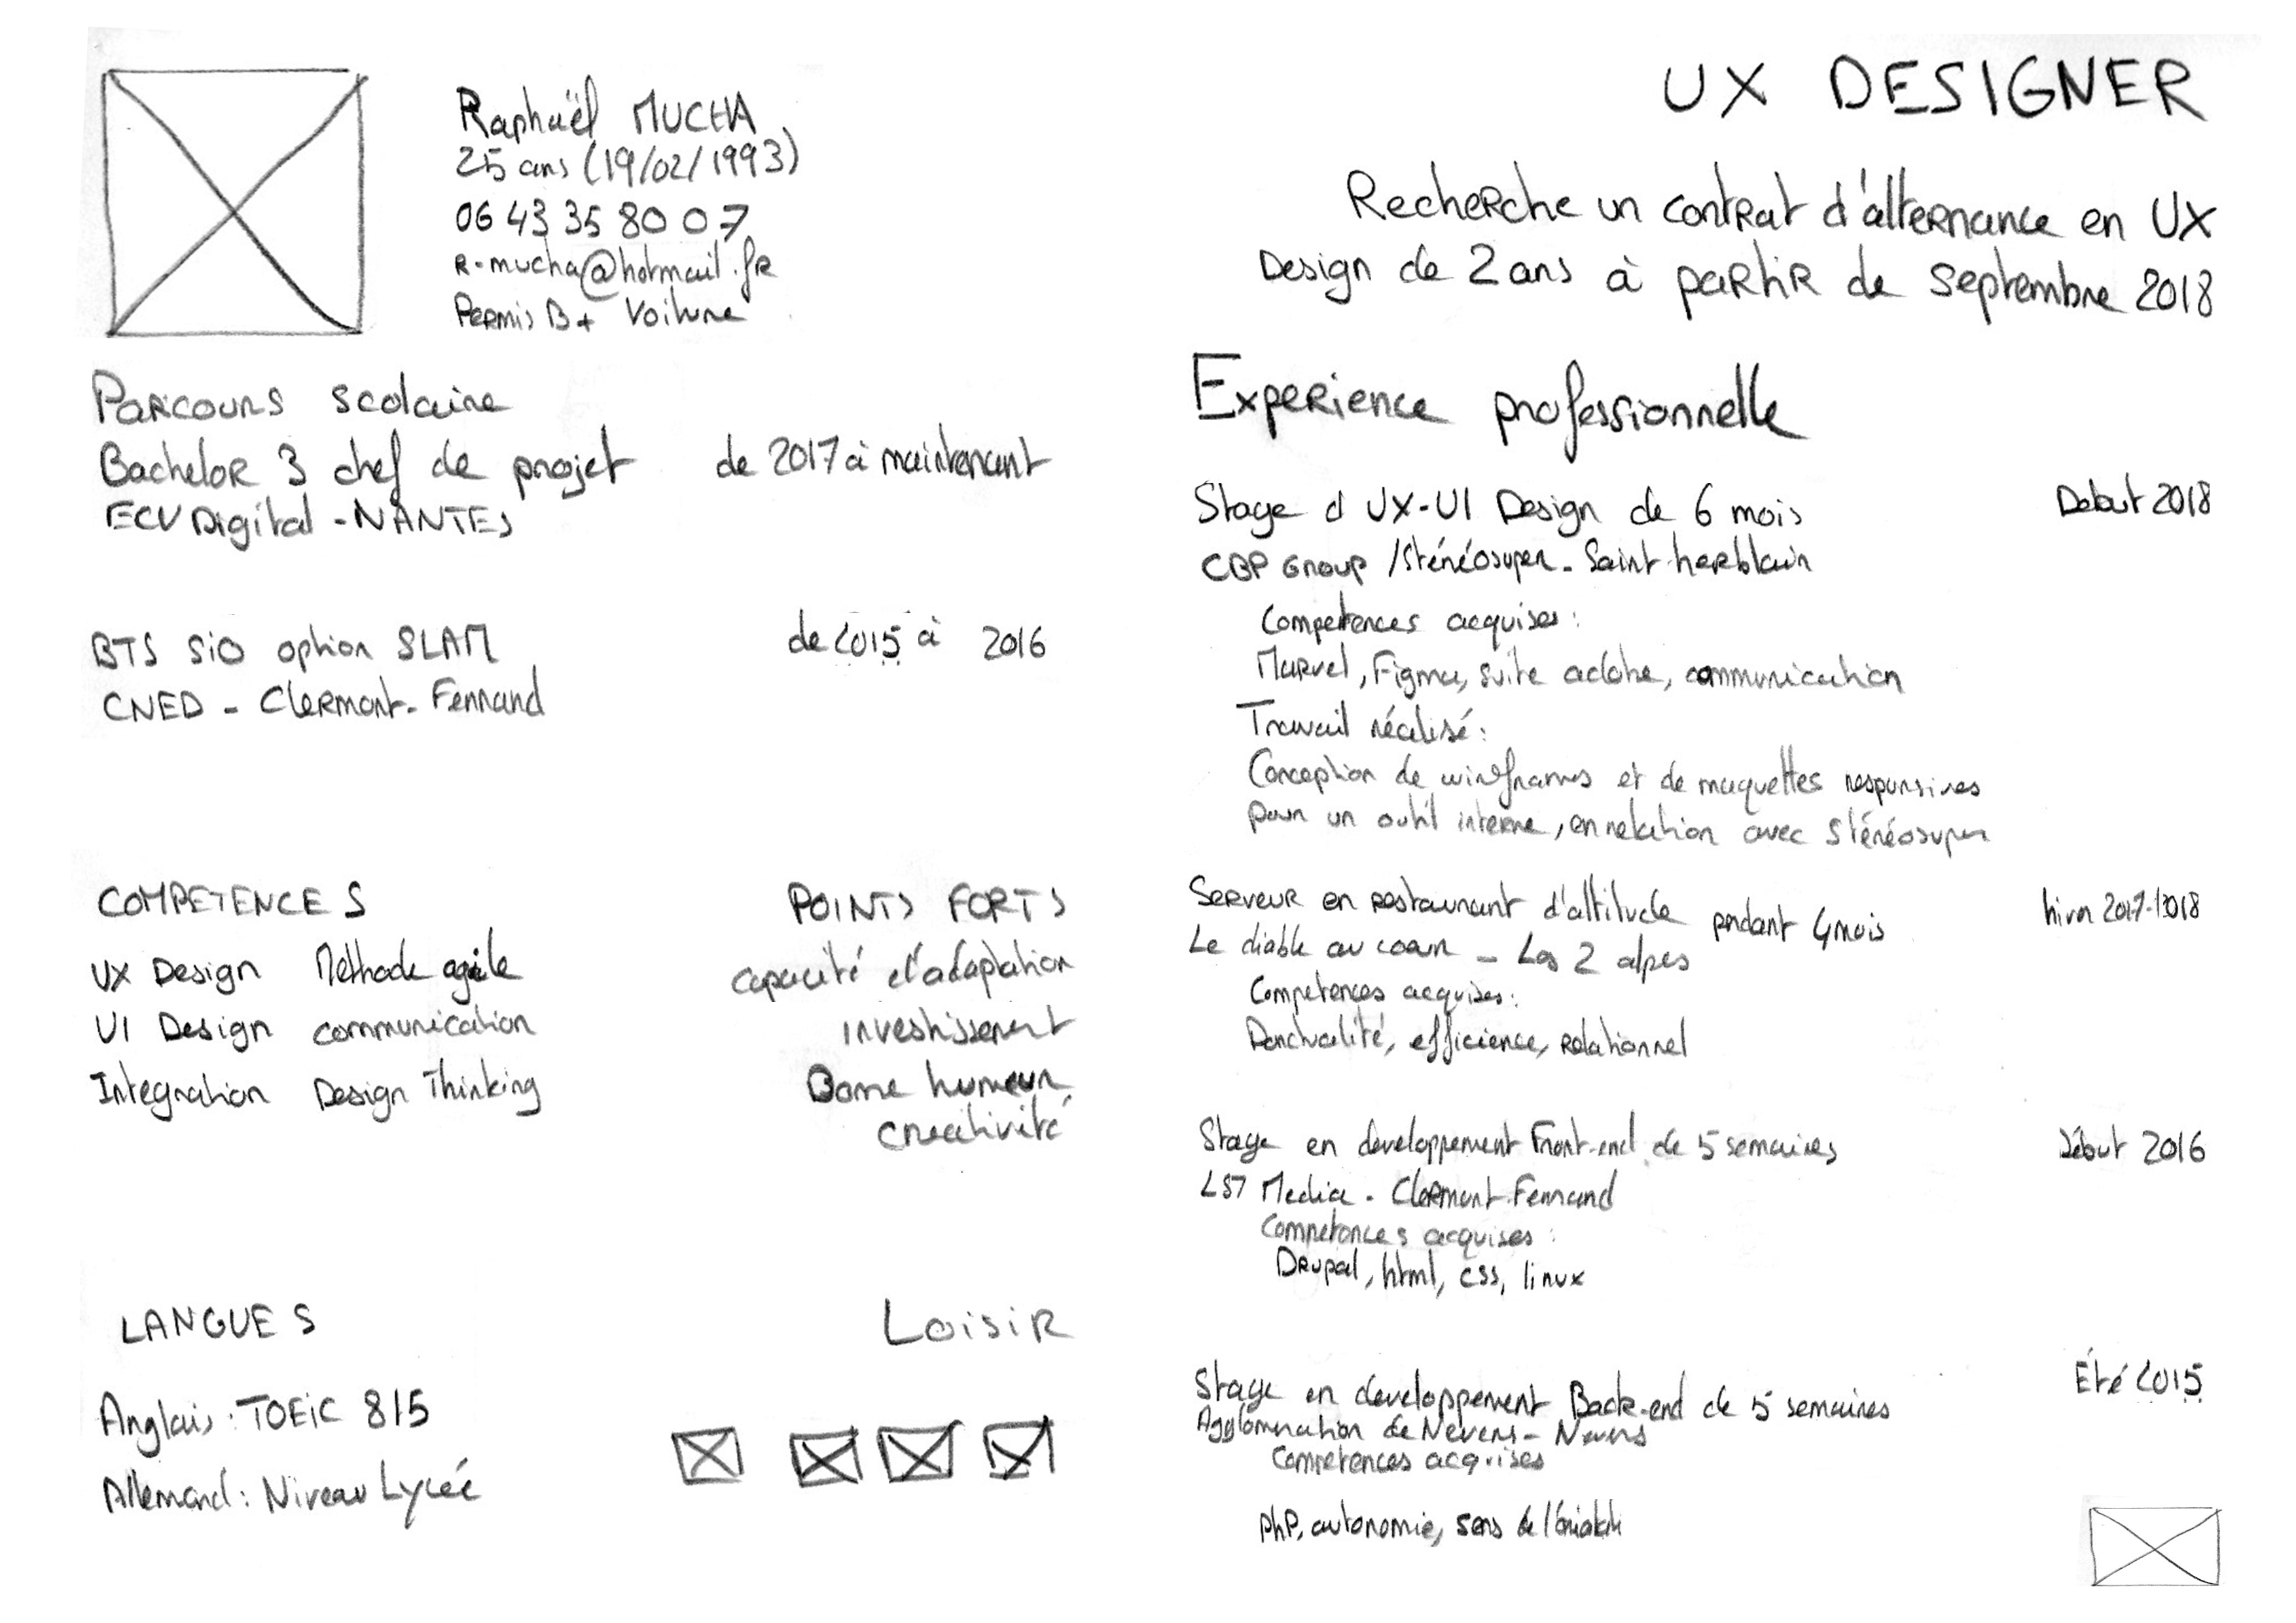 Raphaël MUCHA
25 ans (19/02/1993)
06 43 35 80 07
R-mucha@hotmail.fR
Permis B + Voiture
Parcours scolaire
Bachelor 3 chef de projet de 2017 à maintenant
ECV Digital - NANTES
BTS SiO option SLAM de 2015 à 2016
CNED - Clermont-Ferrand
COMPETENCES
UX Design Méthode agile
UI Design communication
Integration Design Thinking
POINTS FORTS
capacité d'adaptation
investissement
Bonne humeur
créativité
LANGUES
Anglais : TOEiC 815
Allemand : Niveau Lycée
Loisir
UX DESIGNER
Recherche un contrat d'alternance en UX
Design de 2 ans à partir de septembre 2018
Experience professionnelle
Stage d UX-UI Design de 6 mois Debut 2018
CBP Group / Stéréosuper - Saint-herblain
Competences acquises :
Marvel, Figma, suite adobe, communication
Travail réalisé :
Conception de wireframes et de maquettes responsives
pour un outil interne, en relation avec Stéréosuper
Serveur en restaurant d'altitude pendant 4 mois hiver 2017-2018
Le diable au coeur - Les 2 alpes
Competences acquises :
Ponctualité, efficience, relationnel
Stage en developpement Front-end de 5 semaines Début 2016
LS7 Media - Clermont-Ferrand
Competences acquises :
Drupal, html, css, linux
Stage en developpement Back-end de 5 semaines Été 2015
Agglomération de Nevers - Nevers
Competences acquises
PhP, autonomie, sens de